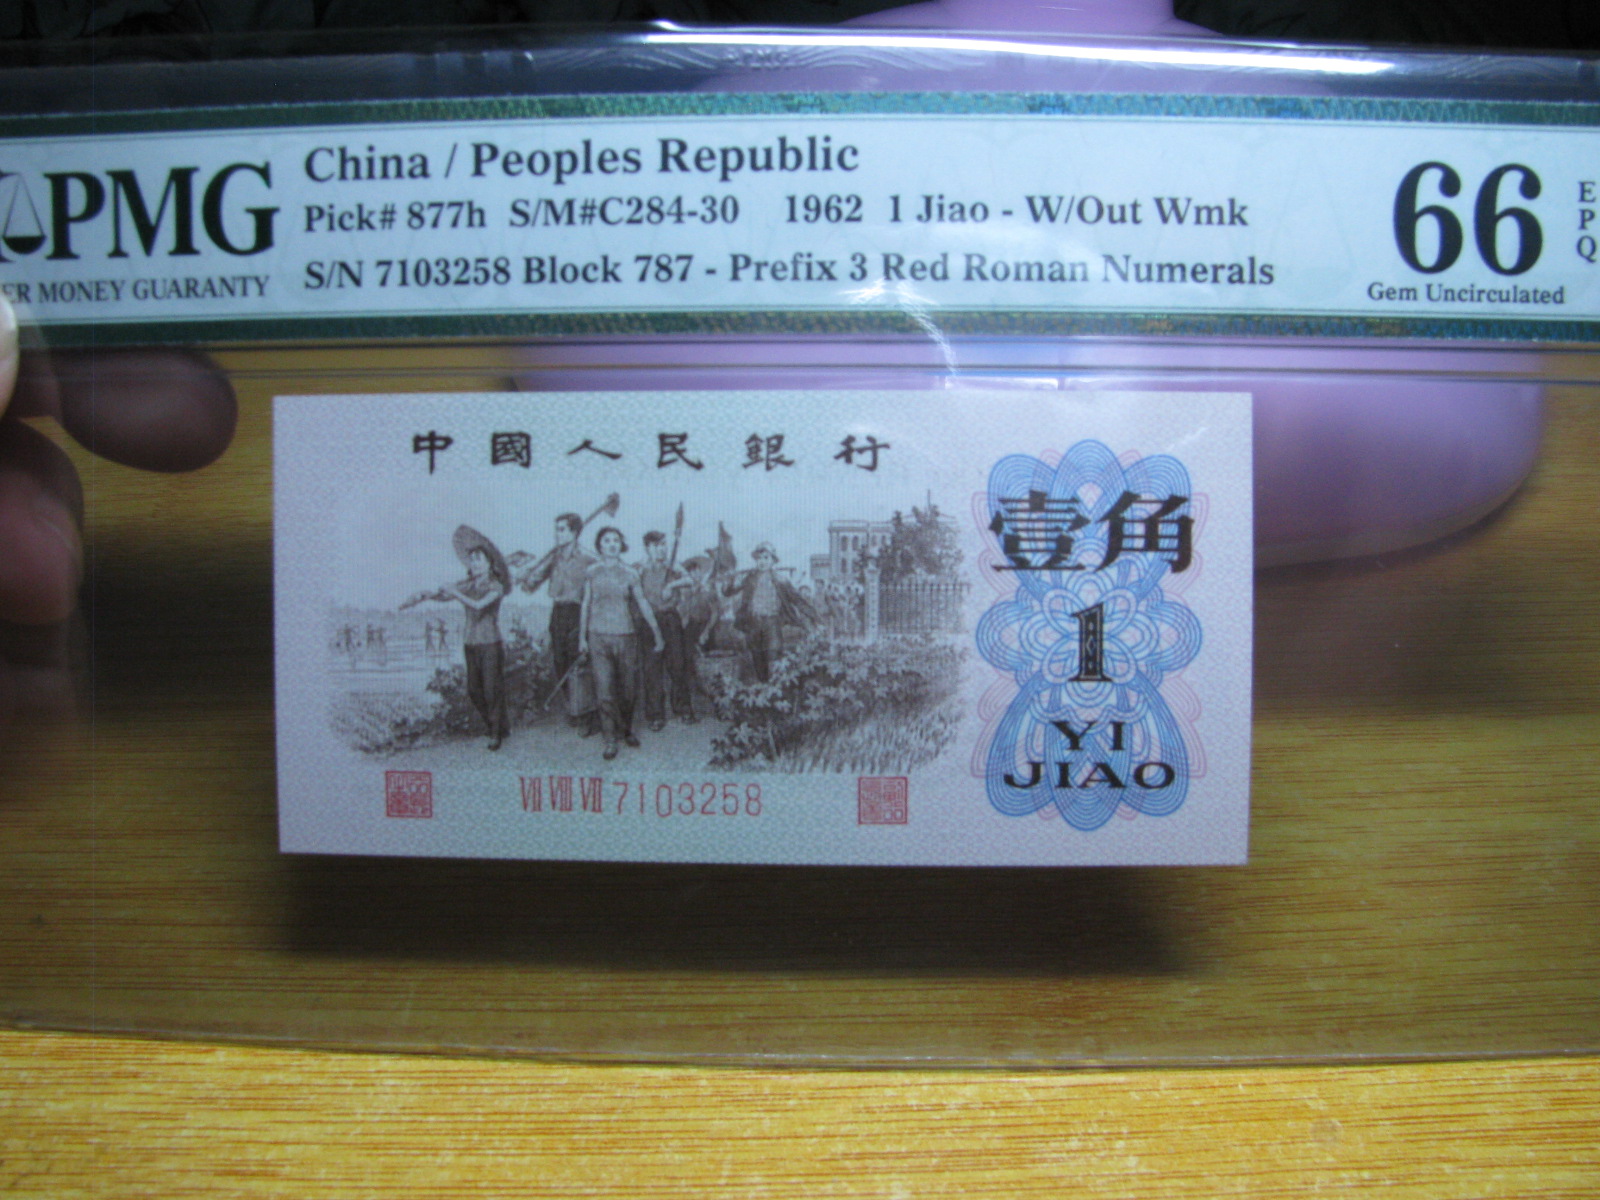 PMG
ER MONEY GUARANTY
China / Peoples Republic
Pick# 877h S/M#C284-30 1962 1 Jiao - W/Out Wmk
S/N 7103258 Block 787 - Prefix 3 Red Roman Numerals
66
EPQ
Gem Uncirculated
中國人民銀行
壹角
1
YI
JIAO
VII VIII VII 7103258